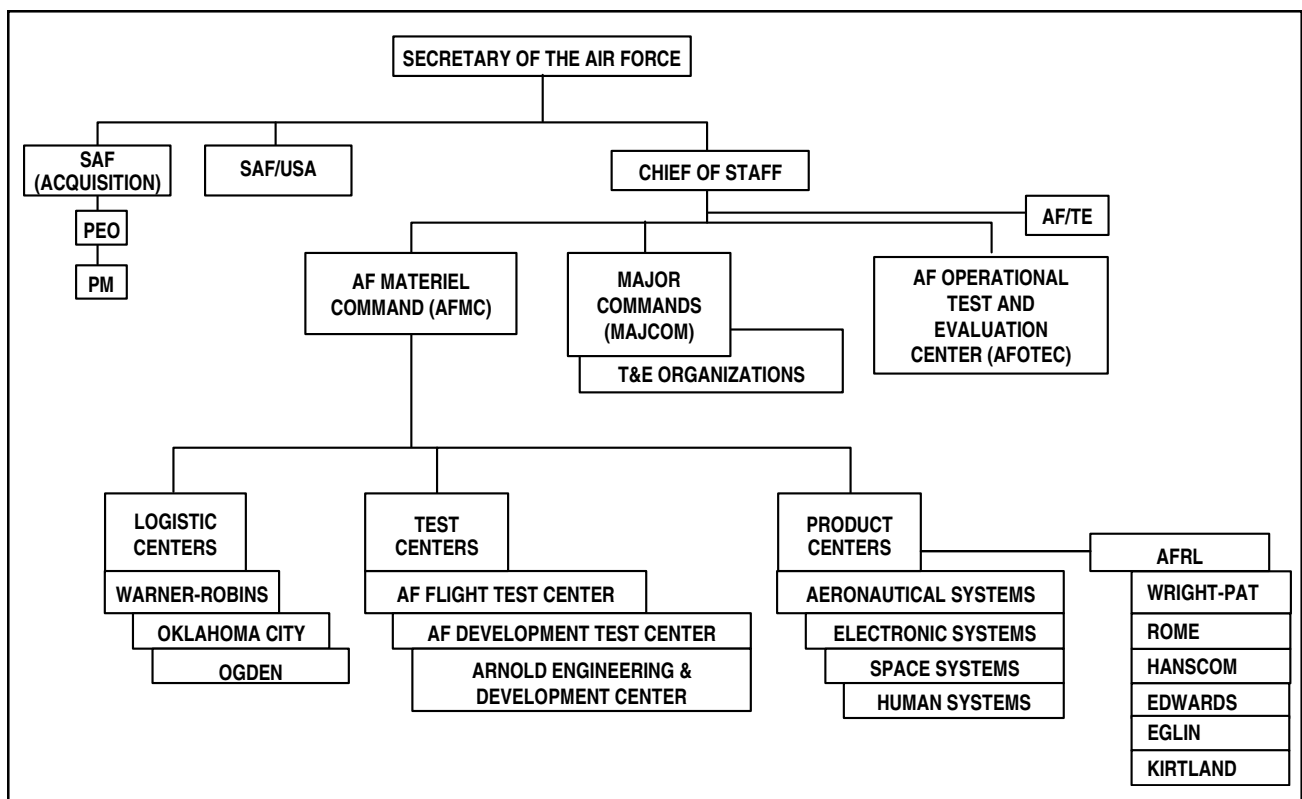 SECRETARY OF THE AIR FORCE
SAF
(ACQUISITION)
SAF/USA
CHIEF OF STAFF
PEO
AF/TE
PM
AF MATERIEL
COMMAND (AFMC)
MAJOR
COMMANDS
(MAJCOM)
T&E ORGANIZATIONS
AF OPERATIONAL
TEST AND
EVALUATION
CENTER (AFOTEC)
LOGISTIC
CENTERS
WARNER-ROBINS
OKLAHOMA CITY
OGDEN
TEST
CENTERS
AF FLIGHT TEST CENTER
AF DEVELOPMENT TEST CENTER
ARNOLD ENGINEERING &
DEVELOPMENT CENTER
PRODUCT
CENTERS
AERONAUTICAL SYSTEMS
ELECTRONIC SYSTEMS
SPACE SYSTEMS
HUMAN SYSTEMS
AFRL
WRIGHT-PAT
ROME
HANSCOM
EDWARDS
EGLIN
KIRTLAND